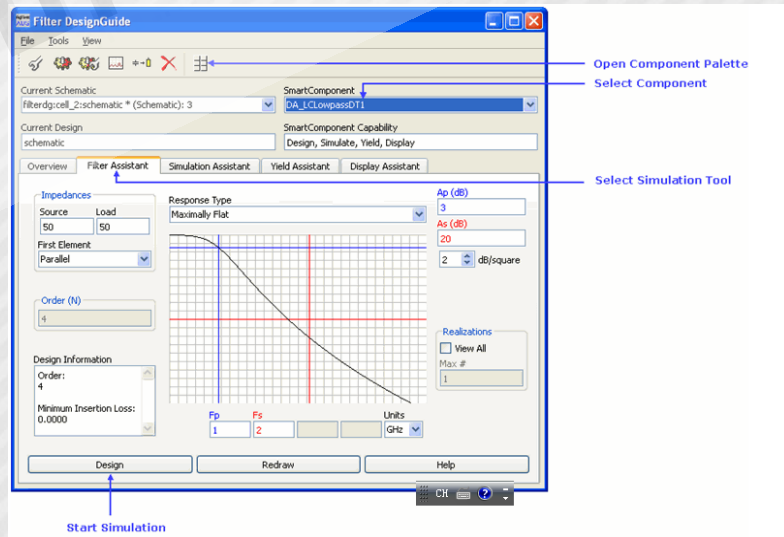 Filter DesignGuide
File Tools View
Open Component Palette
Current Schematic
SmartComponent
Select Component
filterdg:cell_2:schematic * (Schematic): 3
DA_LCLowpassDT1
Current Design
SmartComponent Capability
schematic
Design, Simulate, Yield, Display
Overview Filter Assistant Simulation Assistant Yield Assistant Display Assistant
Select Simulation Tool
Impedances
Source Load
50 50
First Element
Parallel
Response Type
Maximally Flat
Ap (dB)
3
As (dB)
20
2 dB/square
Order (N)
4
Realizations
View All
Max #
1
Design Information
Order:
4
Minimum Insertion Loss:
0.0000
Fp Fs Units
1 2 GHz
Design Redraw Help
CH
Start Simulation